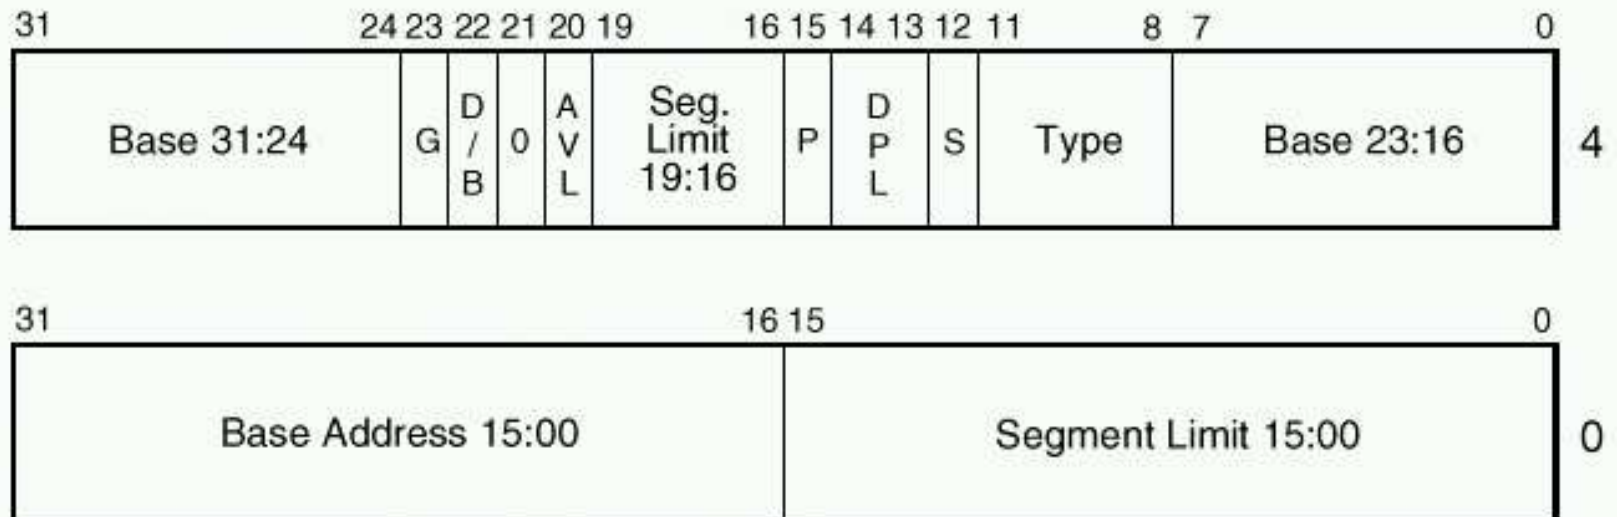 31 24 23 22 21 20 19 16 15 14 13 12 11 8 7 0
Base 31:24 G D/B 0 AVL Seg. Limit 19:16 P DPL S Type Base 23:16 4
31 16 15 0
Base Address 15:00 Segment Limit 15:00 0